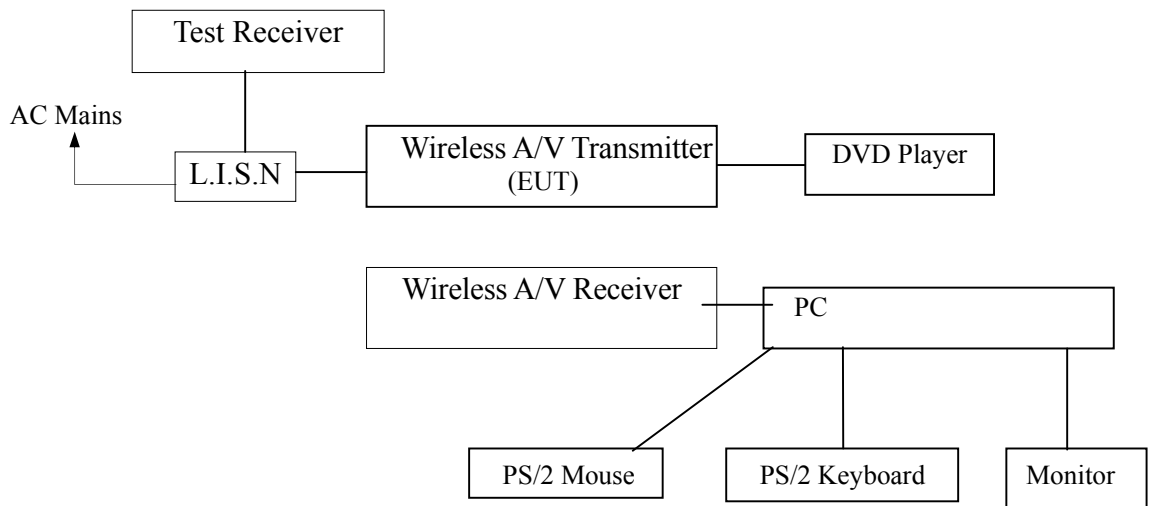 Test Receiver
AC Mains
L.I.S.N
Wireless A/V Transmitter
(EUT)
DVD Player
Wireless A/V Receiver
PC
PS/2 Mouse
PS/2 Keyboard
Monitor